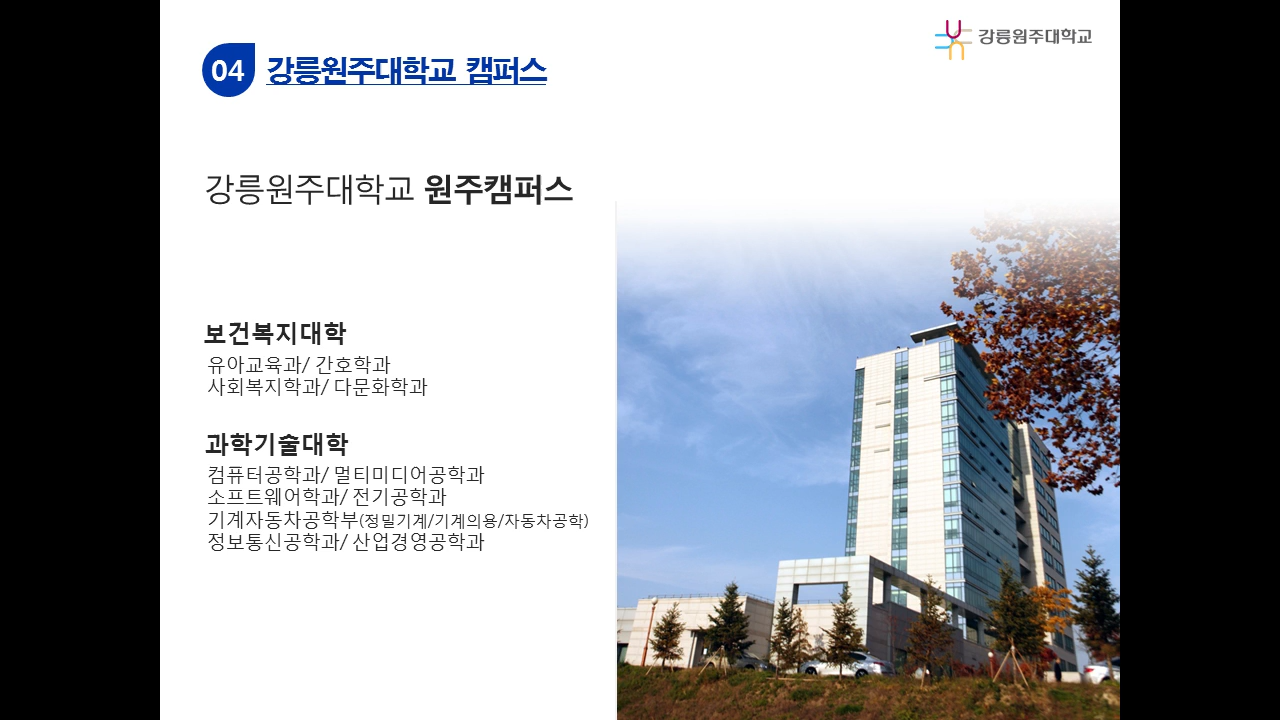 04 강릉원주대학교 캠퍼스
강릉원주대학교
강릉원주대학교 원주캠퍼스
보건복지대학
유아교육과/ 간호학과
사회복지학과/ 다문화학과
과학기술대학
컴퓨터공학과/ 멀티미디어공학과
소프트웨어학과/ 전기공학과
기계자동차공학부(정밀기계/기계의용/자동차공학)
정보통신공학과/ 산업경영공학과